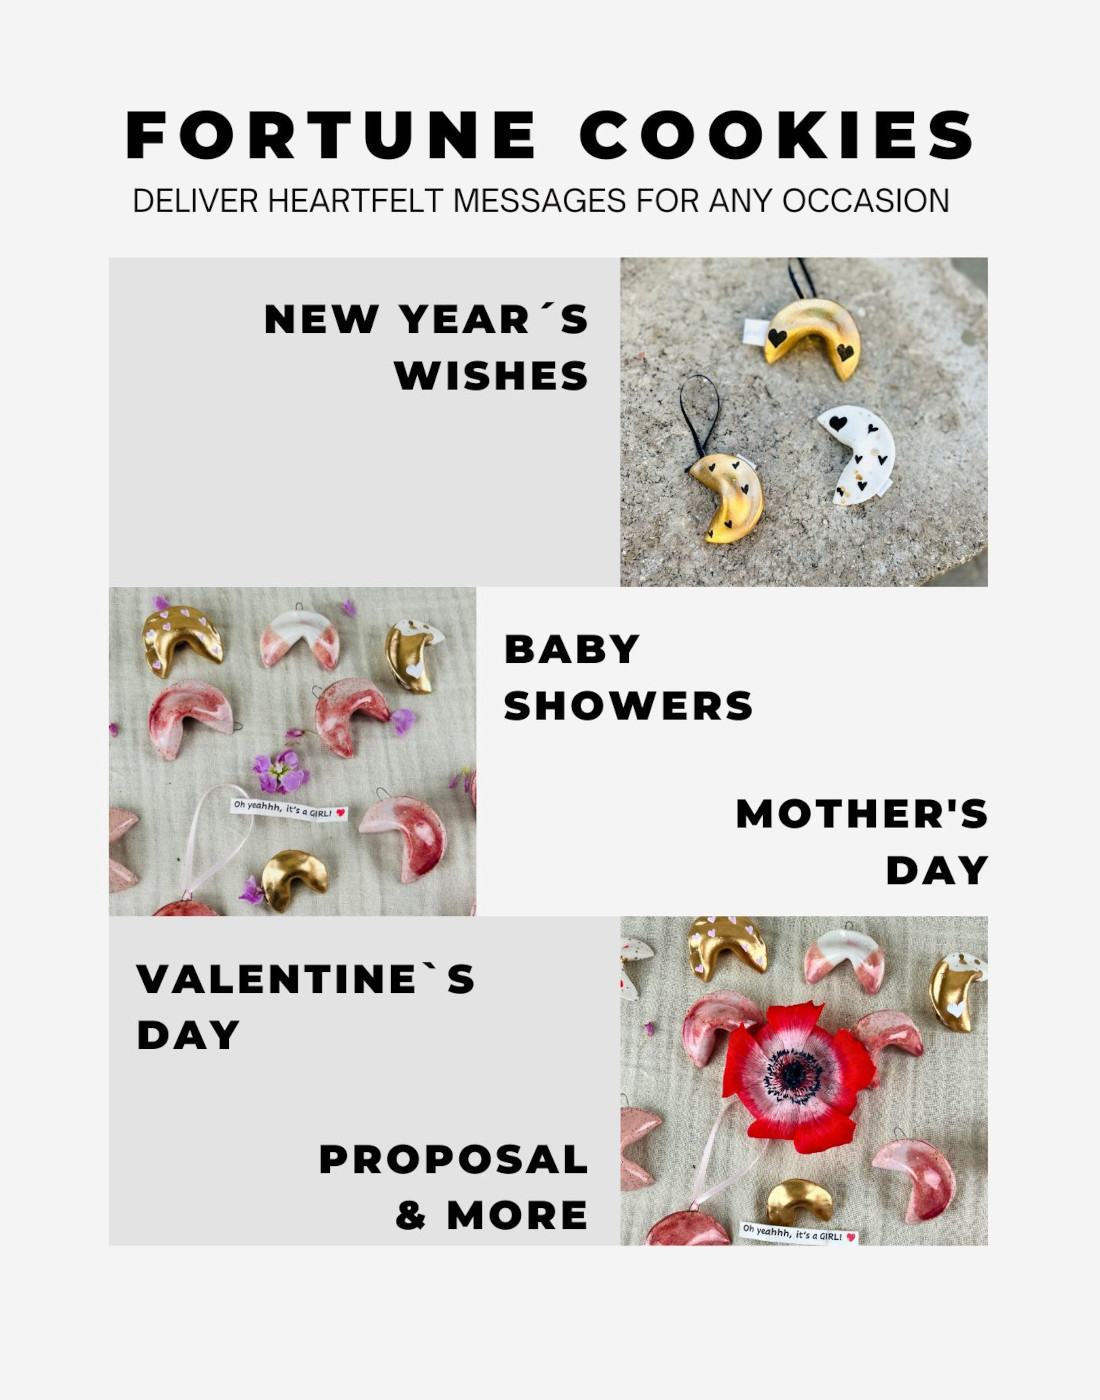 FORTUNE COOKIES
DELIVER HEARTFELT MESSAGES FOR ANY OCCASION
NEW YEAR´S
WISHES
BABY
SHOWERS
Oh yeahhh, it's a GIRL!
MOTHER'S
DAY
VALENTINE`S
DAY
PROPOSAL
& MORE
Oh yeahhh, it's a GIRL!